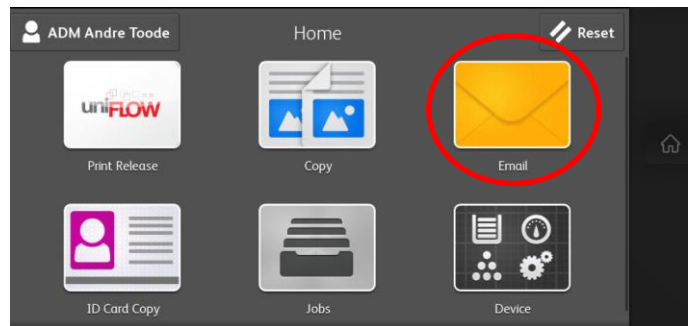 ADM Andre Toode
Home
Reset
uniFLOW
Print Release
Copy
Email
ID Card Copy
Jobs
Device